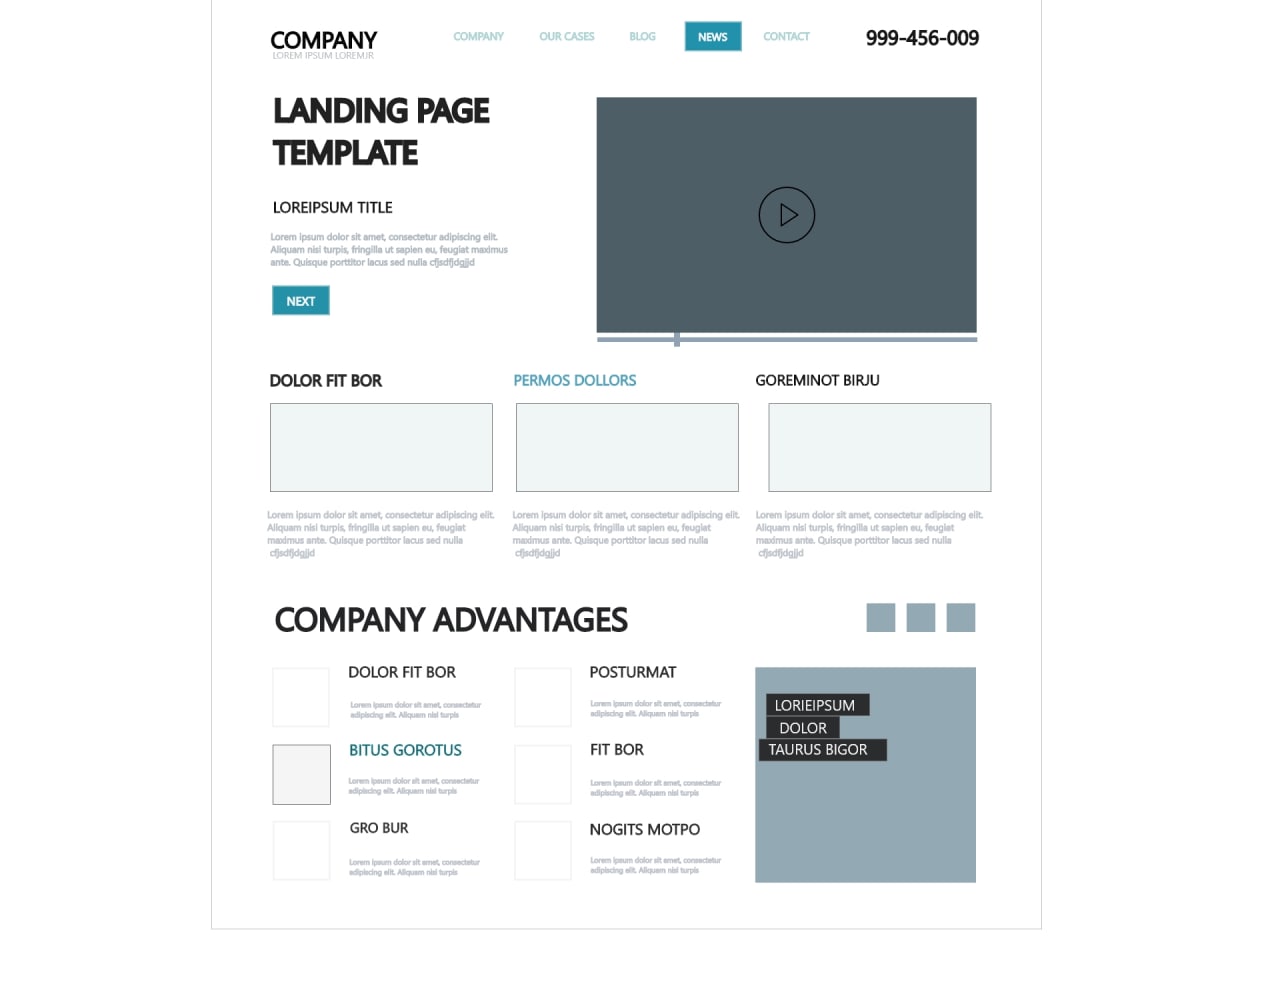 COMPANY
LOREM IPSUM LOREMJR
COMPANY
OUR CASES
BLOG
NEWS
CONTACT
999-456-009
LANDING PAGE
TEMPLATE
LOREIPSUM TITLE
Lorem ipsum dolor sit amet, consectetur adipiscing elit.
Aliquam nisl turpis, fringilla ut sapien eu, feugiat maximus
ante. Quisque porttitor lacus sed nulla cfjsdfjdgjjd
NEXT
DOLOR FIT BOR
PERMOS DOLLORS
GOREMINOT BIRJU
Lorem ipsum dolor sit amet, consectetur adipiscing elit.
Aliquam nisl turpis, fringilla ut sapien eu, feugiat
maximus ante. Quisque porttitor lacus sed nulla
cfjsdfjdgjjd
Lorem ipsum dolor sit amet, consectetur adipiscing elit.
Aliquam nisl turpis, fringilla ut sapien eu, feugiat
maximus ante. Quisque porttitor lacus sed nulla
cfjsdfjdgjjd
Lorem ipsum dolor sit amet, consectetur adipiscing elit.
Aliquam nisl turpis, fringilla ut sapien eu, feugiat
maximus ante. Quisque porttitor lacus sed nulla
cfjsdfjdgjjd
COMPANY ADVANTAGES
DOLOR FIT BOR
Lorem ipsum dolor sit amet, consectetur
adipiscing elit. Aliquam nisl turpis
POSTURMAT
Lorem ipsum dolor sit amet, consectetur
adipiscing elit. Aliquam nisl turpis
BITUS GOROTUS
Lorem ipsum dolor sit amet, consectetur
adipiscing elit. Aliquam nisl turpis
FIT BOR
Lorem ipsum dolor sit amet, consectetur
adipiscing elit. Aliquam nisl turpis
GRO BUR
Lorem ipsum dolor sit amet, consectetur
adipiscing elit. Aliquam nisl turpis
NOGITS MOTPO
Lorem ipsum dolor sit amet, consectetur
adipiscing elit. Aliquam nisl turpis
LORIEIPSUM
DOLOR
TAURUS BIGOR